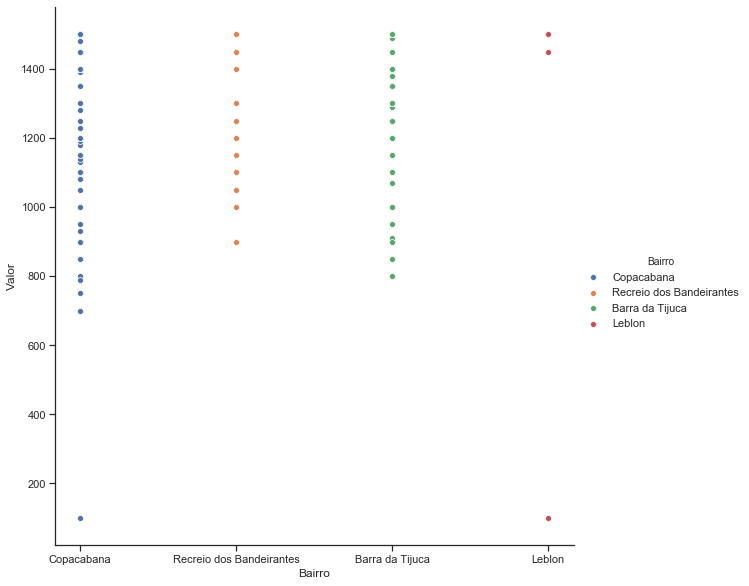 1400
1200
1000
800
600
400
200
Valor
Copacabana
Recreio dos Bandeirantes
Barra da Tijuca
Leblon
Bairro
Bairro
Copacabana
Recreio dos Bandeirantes
Barra da Tijuca
Leblon